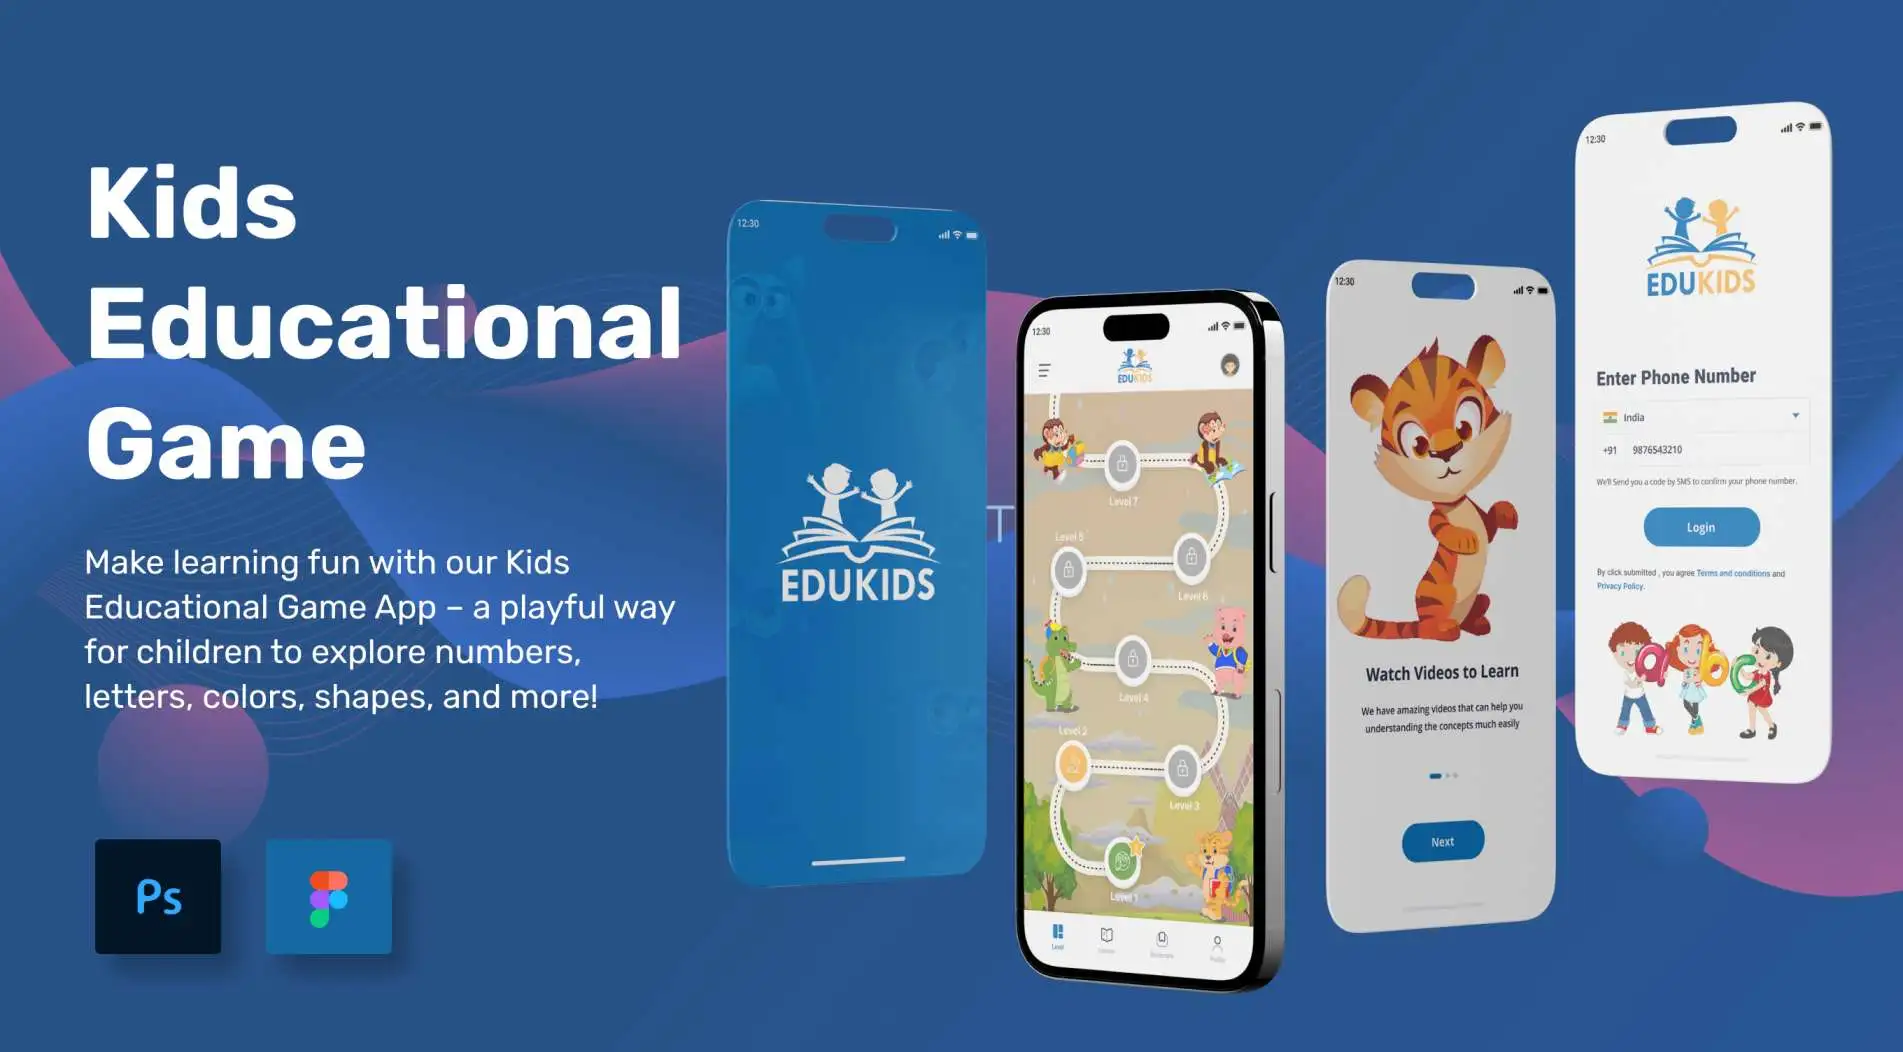 Kids
Educational
Game
Make learning fun with our Kids
Educational Game App – a playful way
for children to explore numbers,
letters, colors, shapes, and more!
Ps
12:30
EDUKIDS
T
12:30
EDUKIDS
Level 7
Level 5
Level 6
Level 4
Level 2
Level 3
Level 1
Level
Profile
12:30
Watch Videos to Learn
We have amazing videos that can help you
understanding the concepts much easily
Next
12:30
EDUKIDS
Enter Phone Number
India
+91 9876543210
We'll Send you a code by SMS to confirm your phone number.
Login
By click submitted , you agree Terms and conditions and
Privacy Policy.
a b c